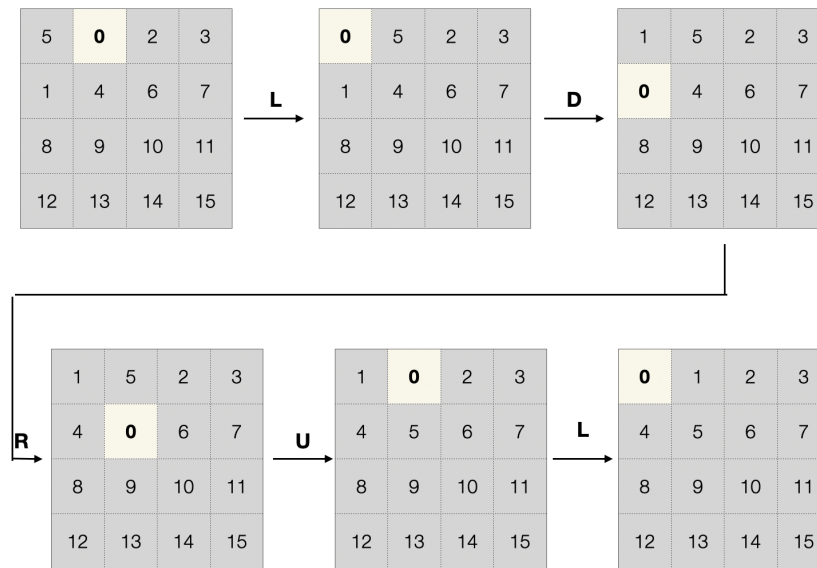 5 0 2 3
1 4 6 7
8 9 10 11
12 13 14 15
L
0 5 2 3
1 4 6 7
8 9 10 11
12 13 14 15
D
1 5 2 3
0 4 6 7
8 9 10 11
12 13 14 15
R
1 5 2 3
4 0 6 7
8 9 10 11
12 13 14 15
U
1 0 2 3
4 5 6 7
8 9 10 11
12 13 14 15
L
0 1 2 3
4 5 6 7
8 9 10 11
12 13 14 15